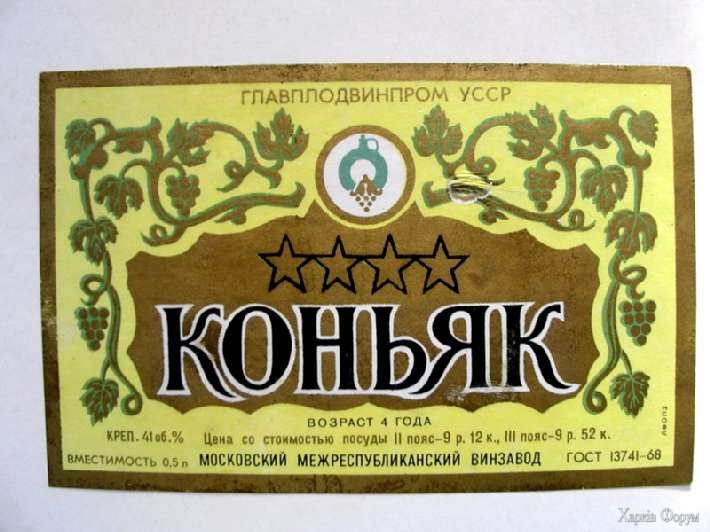 ГЛАВПЛОДВИНПРОМ УССР
КОНЬЯК
ВОЗРАСТ 4 ГОДА
КРЕП. 41 об.% Цена со стоимостью посуды II пояс-9 р. 12 к., III пояс-9 р. 52 к.
ВМЕСТИМОСТЬ 0,5 л МОСКОВСКИЙ МЕЖРЕСПУБЛИКАНСКИЙ ВИНЗАВОД ГОСТ 13741-68
Харків Форум